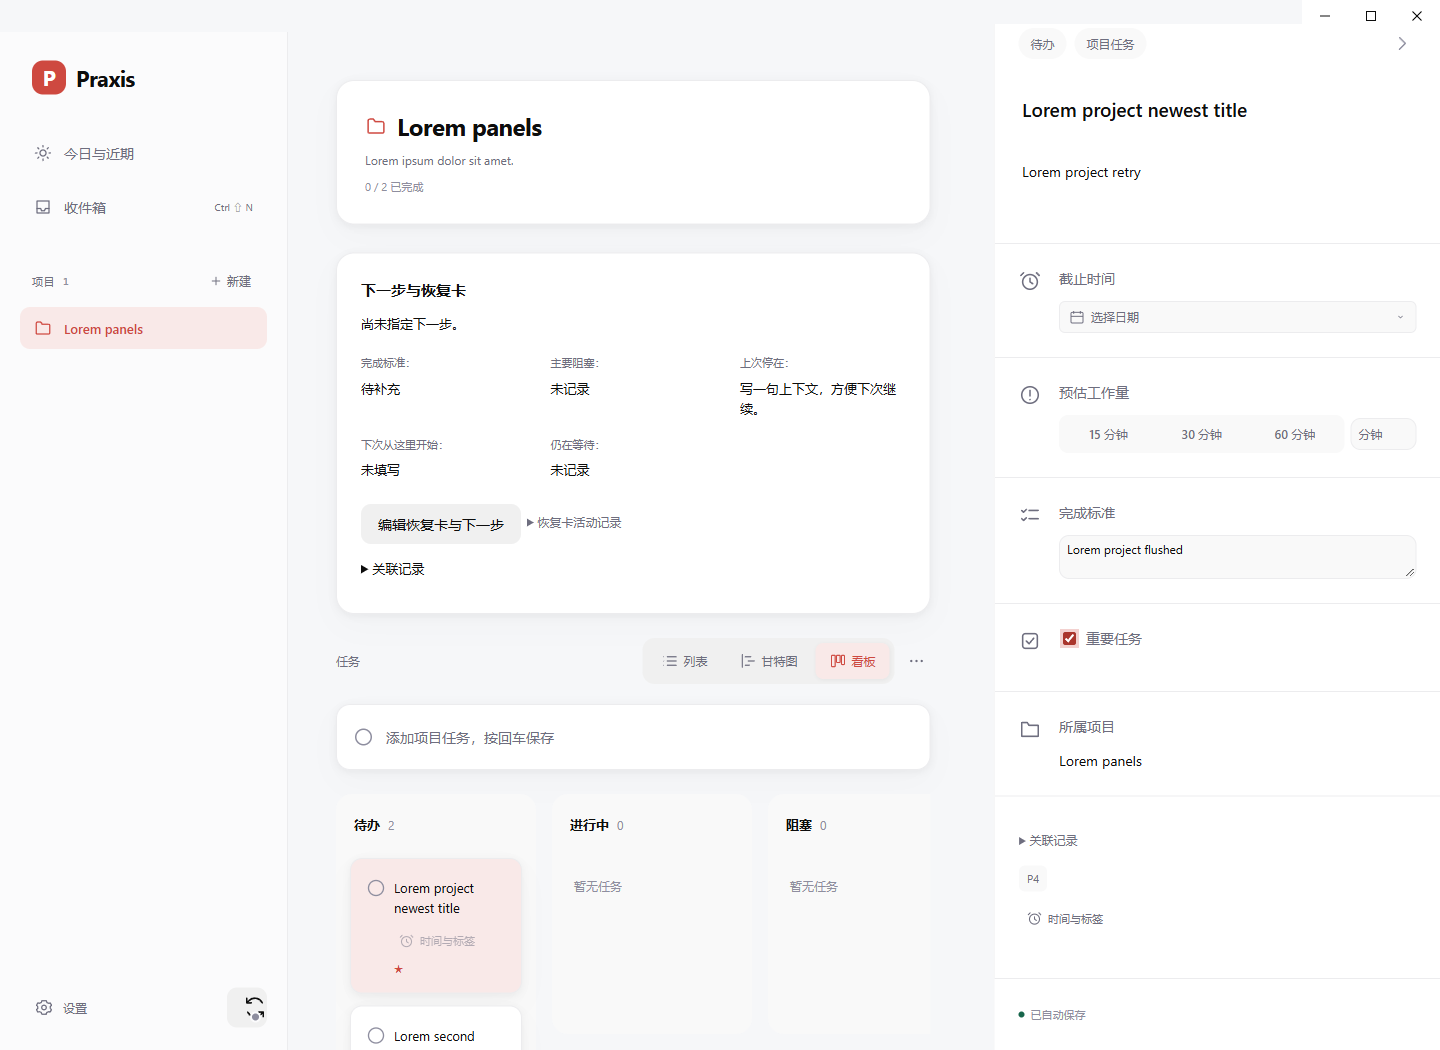 P Praxis
今日与近期
收件箱 Ctrl ⇧ N
项目 1 + 新建
Lorem panels
设置
Lorem panels
Lorem ipsum dolor sit amet.
0 / 2 已完成
下一步与恢复卡
尚未指定下一步。
完成标准：
待补充
主要阻塞：
未记录
上次停在：
写一句上下文，方便下次继
续。
下次从这里开始：
未填写
仍在等待：
未记录
编辑恢复卡与下一步 ▶ 恢复卡活动记录
▶ 关联记录
任务 列表 甘特图 看板 ···
添加项目任务，按回车保存
待办 2
Lorem project
newest title
时间与标签
★
Lorem second
进行中 0
暂无任务
阻塞 0
暂无任务
待办 项目任务
Lorem project newest title
Lorem project retry
截止时间
选择日期
预估工作量
15 分钟 30 分钟 60 分钟 分钟
完成标准
Lorem project flushed
重要任务
所属项目
Lorem panels
▶ 关联记录
P4
时间与标签
已自动保存